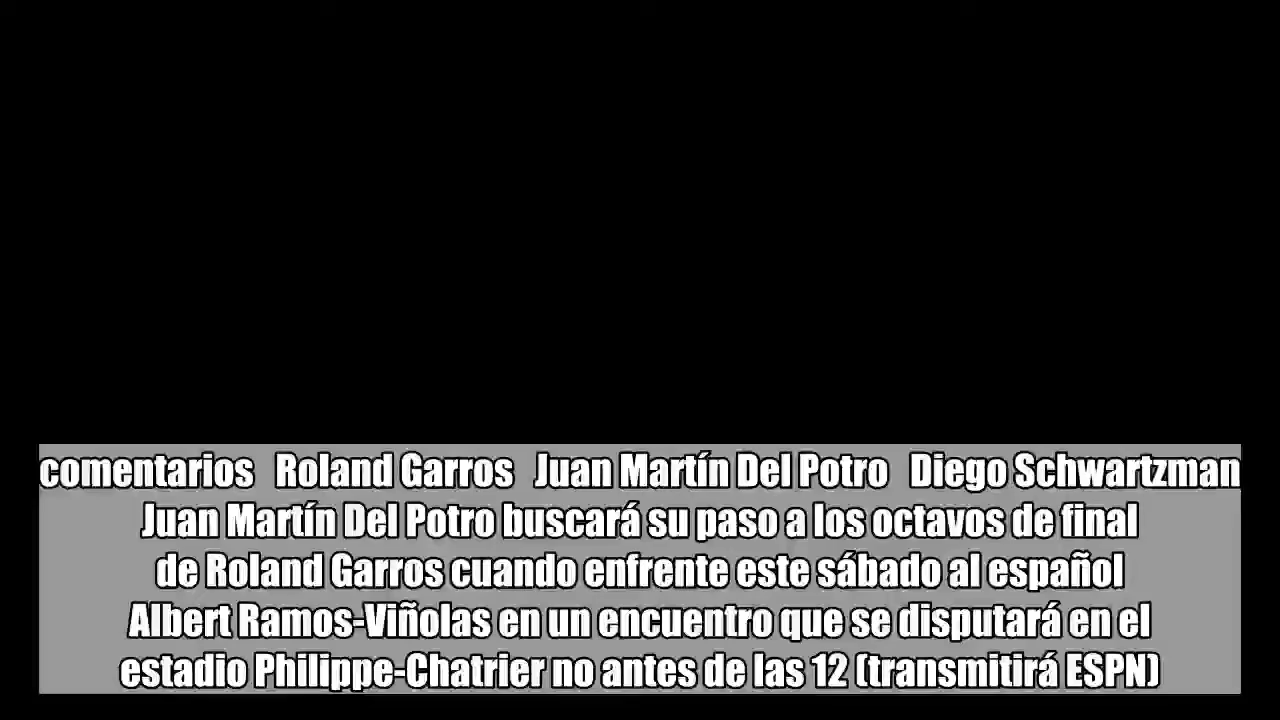 comentarios Roland Garros Juan Martín Del Potro Diego Schwartzman
Juan Martín Del Potro buscará su paso a los octavos de final
de Roland Garros cuando enfrente este sábado al español
Albert Ramos-Viñolas en un encuentro que se disputará en el
estadio Philippe-Chatrier no antes de las 12 (transmitirá ESPN)